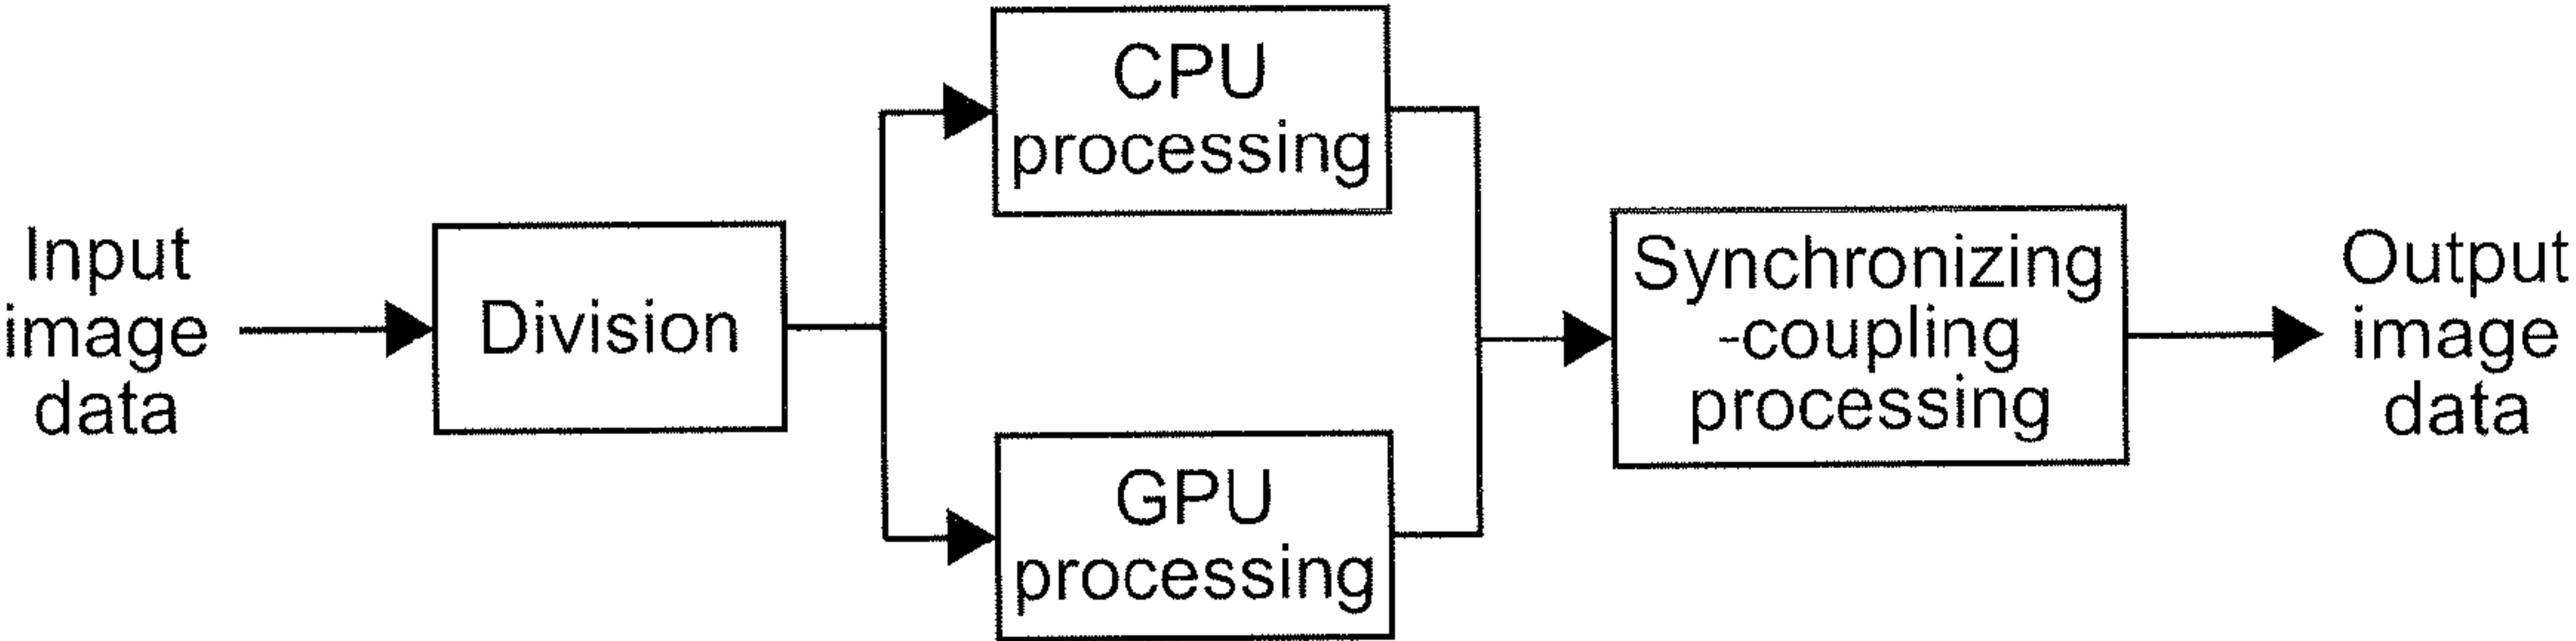 Input
image
data
Division
CPU
processing
GPU
processing
Synchronizing
-coupling
processing
Output
image
data